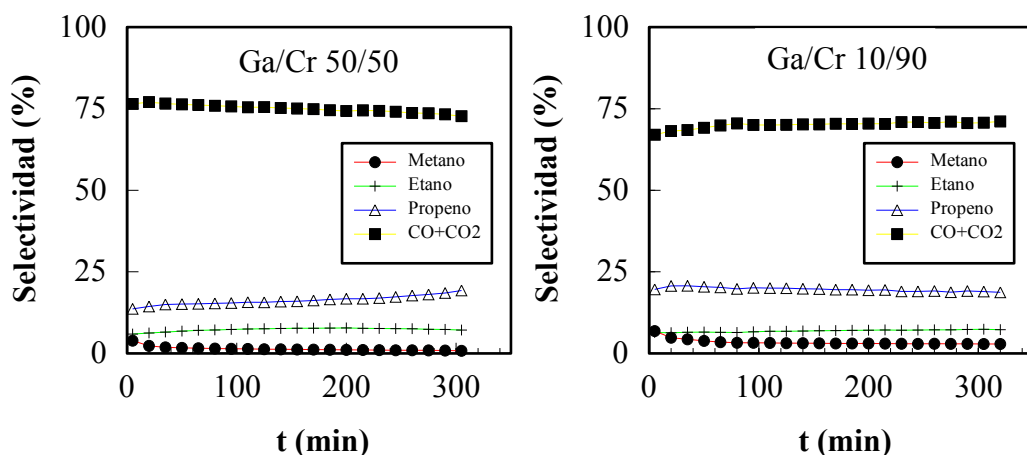 Ga/Cr 50/50
Selectividad (%)
100
75
50
25
0
Metano
Etano
Propeno
CO+CO2
0 100 200 300
t (min)
Ga/Cr 10/90
Selectividad (%)
100
75
50
25
0
Metano
Etano
Propeno
CO+CO2
0 100 200 300
t (min)